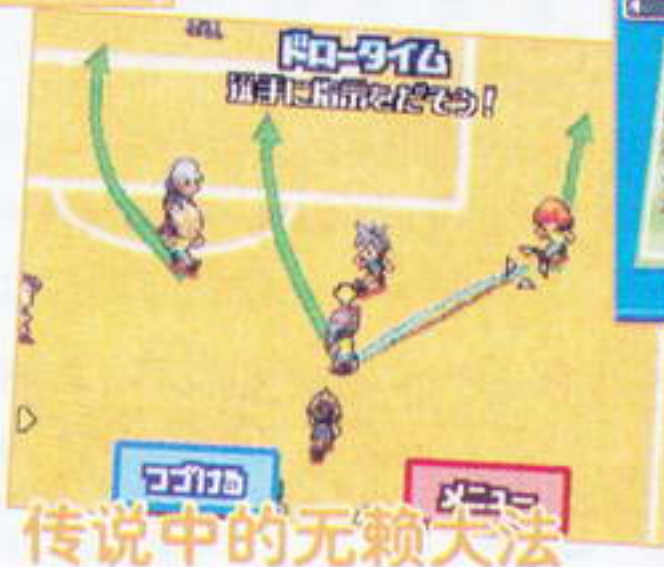 ドロータイム
選手に指示をだそう!
つづける
メニュー
传说中的无赖大法